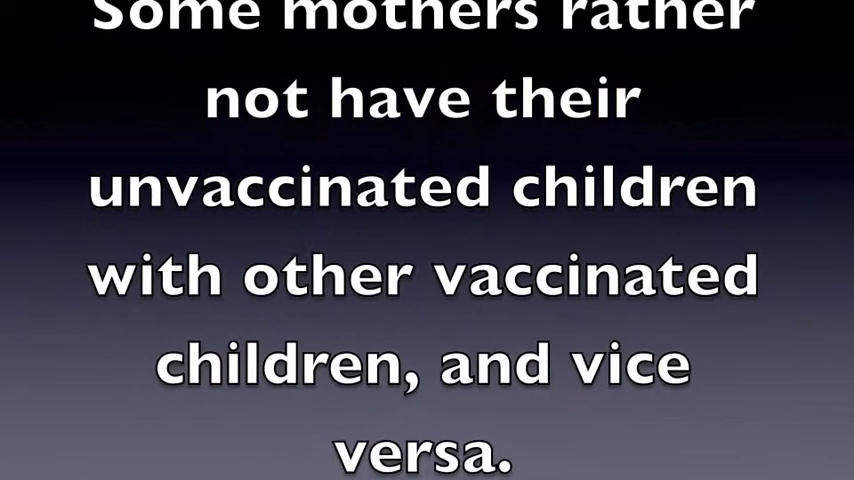 Some mothers rather
not have their
unvaccinated children
with other vaccinated
children, and vice
versa.